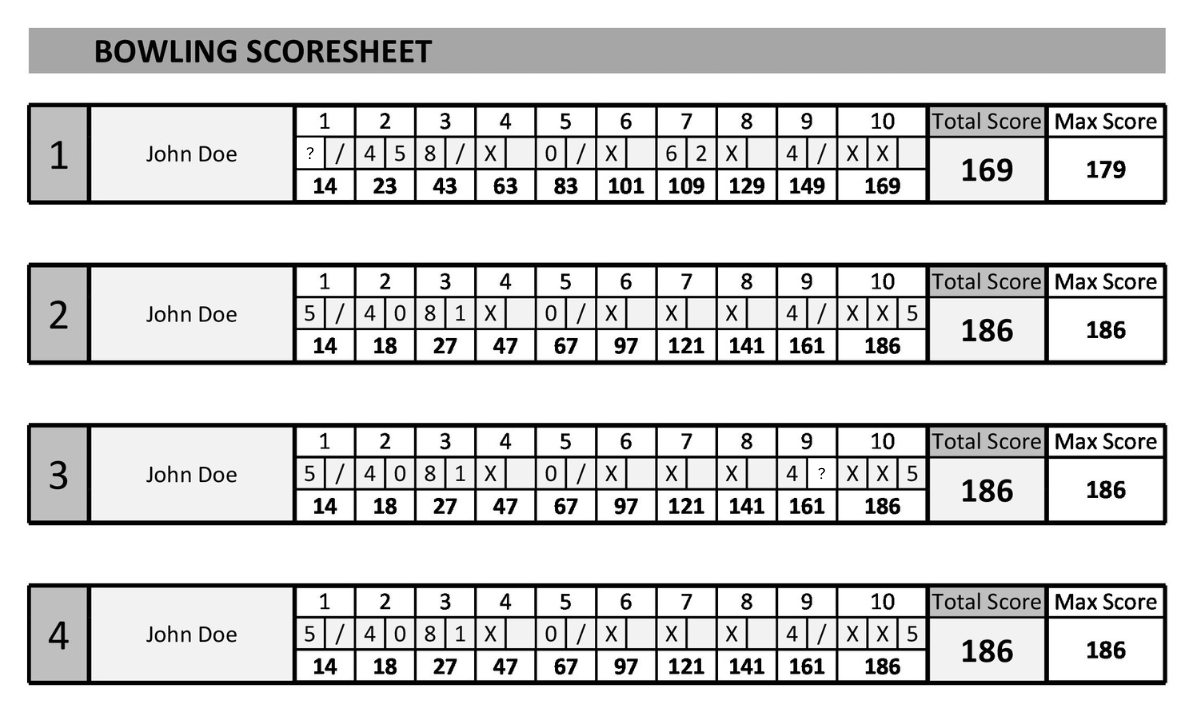 BOWLING SCORESHEET
1 2 3 4 5 6 7 8 9 10 Total Score Max Score
1 John Doe ? / 4 5 8 / X 0 / X 6 2 X 4 / X X 169 179
14 23 43 63 83 101 109 129 149 169
1 2 3 4 5 6 7 8 9 10 Total Score Max Score
2 John Doe 5 / 4 0 8 1 X 0 / X X X 4 / X X 5 186 186
14 18 27 47 67 97 121 141 161 186
1 2 3 4 5 6 7 8 9 10 Total Score Max Score
3 John Doe 5 / 4 0 8 1 X 0 / X X X 4 ? X X 5 186 186
14 18 27 47 67 97 121 141 161 186
1 2 3 4 5 6 7 8 9 10 Total Score Max Score
4 John Doe 5 / 4 0 8 1 X 0 / X X X 4 / X X 5 186 186
14 18 27 47 67 97 121 141 161 186